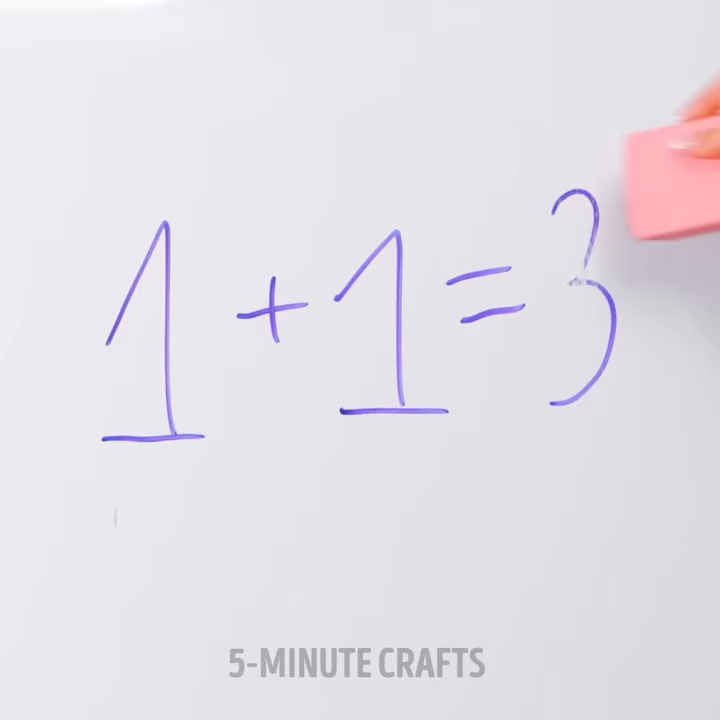 1 + 1 = 3
5-MINUTE CRAFTS